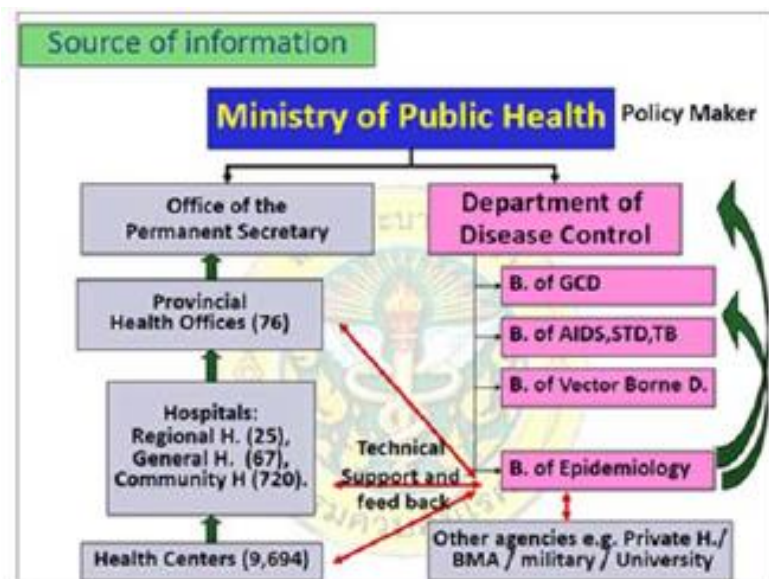 Source of information
Ministry of Public Health
Policy Maker
Office of the
Permanent Secretary
Department of
Disease Control
Provincial
Health Offices (76)
B. of GCD
B. of AIDS,STD,TB
B. of Vector Borne D.
Hospitals:
Regional H. (25),
General H. (67),
Community H (720).
Technical
Support and
feed back
B. of Epidemiology
Health Centers (9,694)
Other agencies e.g. Private H./
BMA / military / University